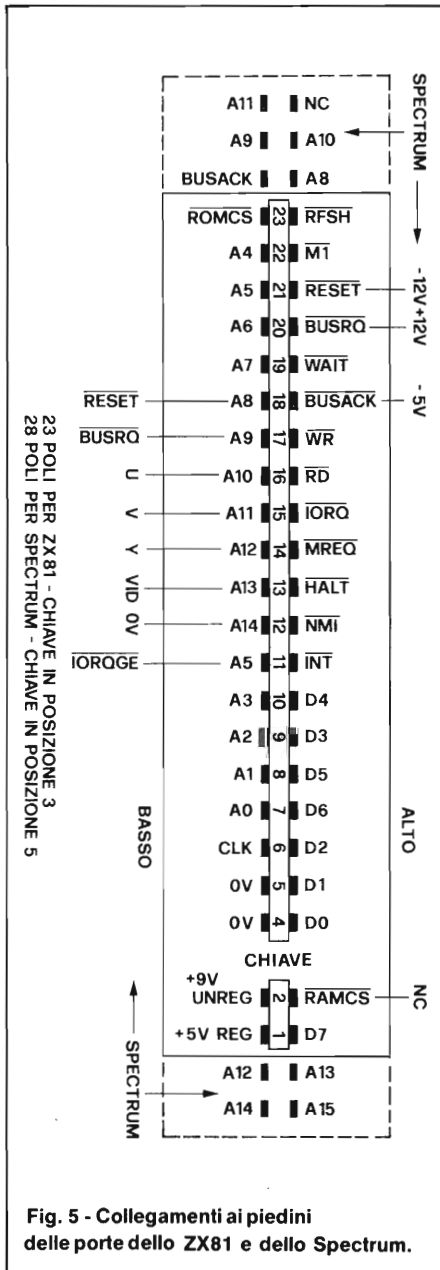 SPECTRUM
A11 NC
A9 A10
BUSACK A8
ROMCS 23 RFSH
A4 22 M1
A5 21 RESET -12V
A6 20 BUSRQ +12V
A7 19 WAIT
RESET A8 18 BUSACK -5V
BUSRQ A9 17 WR
U A10 16 RD
V A11 15 IORQ
Y A12 14 MREQ
VID A13 13 HALT
0V A14 12 NMI
IORQGE A5 11 INT
A3 10 D4
A2 9 D3
A1 8 D5
A0 7 D6
CLK 6 D2
0V 5 D1
0V 4 D0
BASSO
ALTO
CHIAVE
+9V
UNREG 2 RAMCS NC
+5V REG 1 D7
A12 A13
A14 A15
SPECTRUM
23 POLI PER ZX81 - CHIAVE IN POSIZIONE 3
28 POLI PER SPECTRUM - CHIAVE IN POSIZIONE 5
Fig. 5 - Collegamenti ai piedini
delle porte dello ZX81 e dello Spectrum.